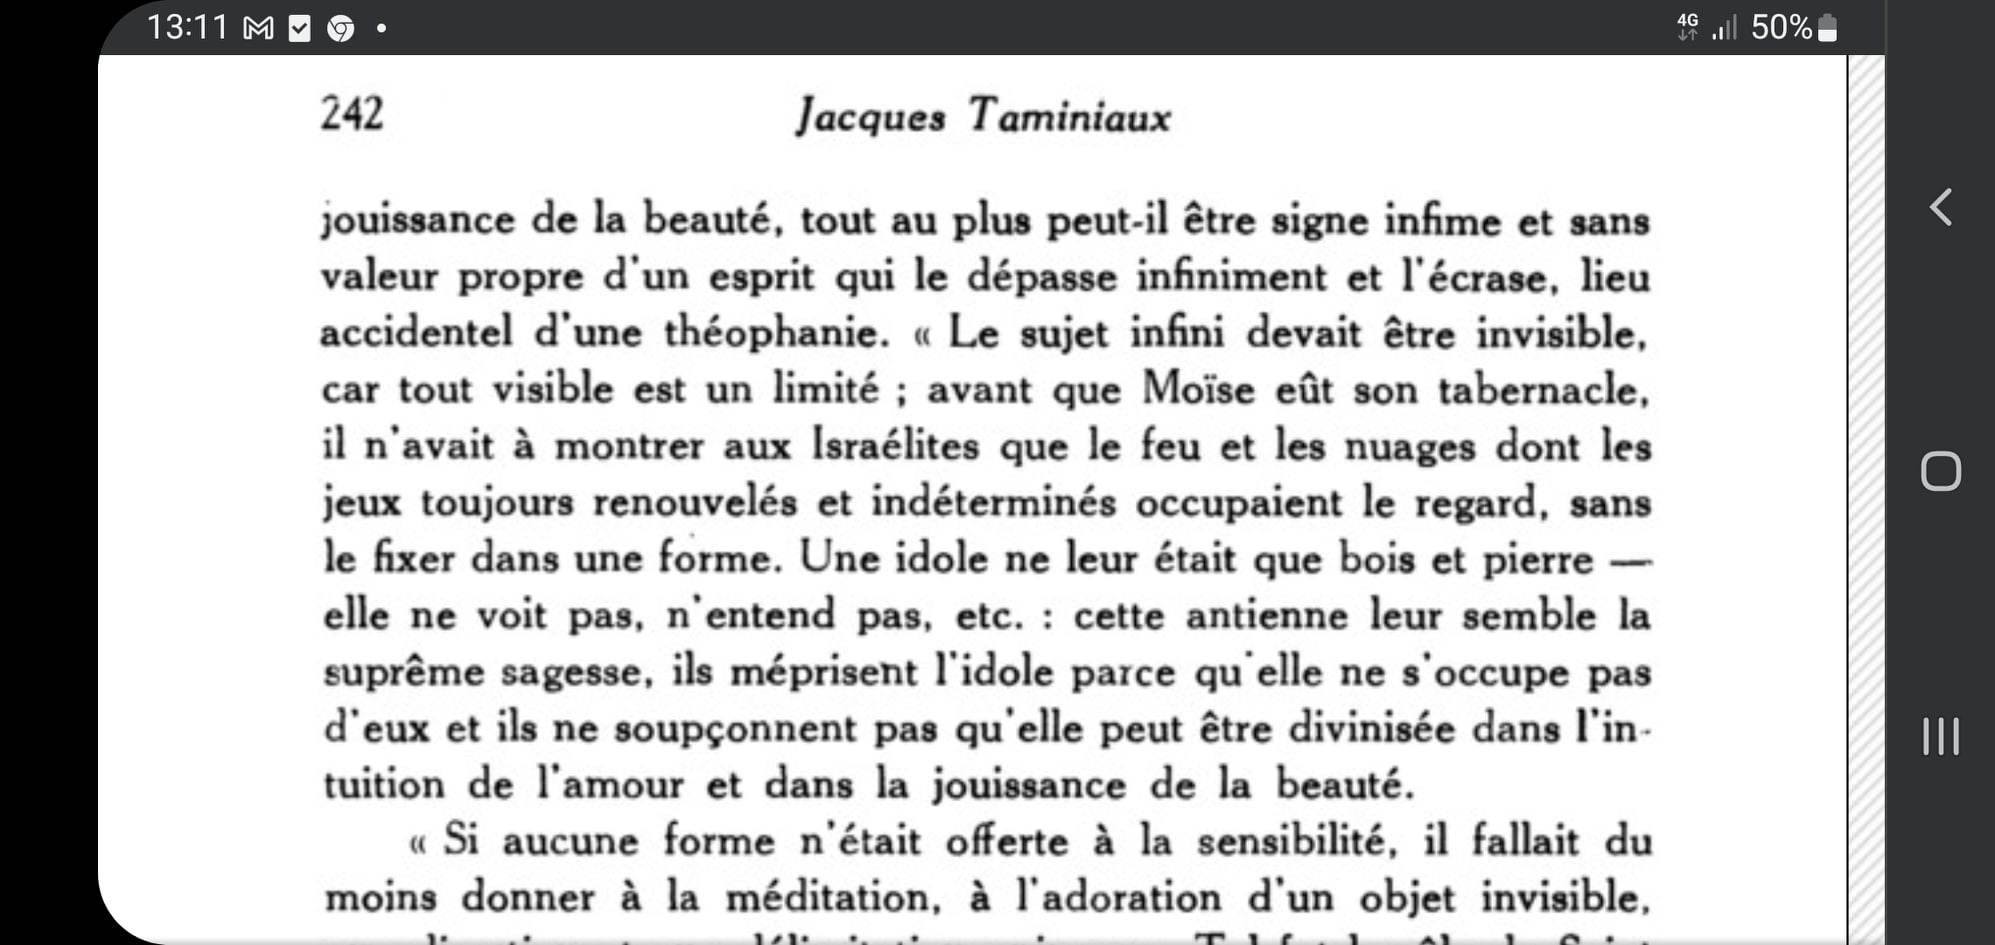 13:11
4G 50%
242 Jacques Taminiaux
jouissance de la beauté, tout au plus peut-il être signe infime et sans
valeur propre d'un esprit qui le dépasse infiniment et l'écrase, lieu
accidentel d'une théophanie. « Le sujet infini devait être invisible,
car tout visible est un limité ; avant que Moïse eût son tabernacle,
il n'avait à montrer aux Israélites que le feu et les nuages dont les
jeux toujours renouvelés et indéterminés occupaient le regard, sans
le fixer dans une forme. Une idole ne leur était que bois et pierre —
elle ne voit pas, n'entend pas, etc. : cette antienne leur semble la
suprême sagesse, ils méprisent l'idole parce qu'elle ne s'occupe pas
d'eux et ils ne soupçonnent pas qu'elle peut être divinisée dans l'in-
tuition de l'amour et dans la jouissance de la beauté.
« Si aucune forme n'était offerte à la sensibilité, il fallait du
moins donner à la méditation, à l'adoration d'un objet invisible,